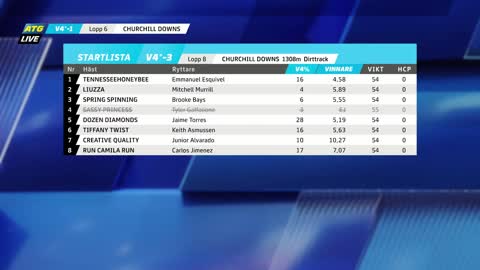 ATG V4*-1 Lopp 6 CHURCHILL DOWNS
LIVE
STARTLISTA V4*-3 Lopp 8 CHURCHILL DOWNS 1308m Dirttrack
Nr Häst Ryttare V4% VINNARE VIKT HCP
1 TENNESSEEHONEYBEE Emmanuel Esquivel 16 4,58 54 0
2 LIUZZA Mitchell Murrill 4 5,89 54 0
3 SPRING SPINNING Brooke Bays 6 5,55 54 0
4 SASSY PRINCESS Tyler Gaffalione 55 0
5 DOZEN DIAMONDS Jaime Torres 28 5,19 54 0
6 TIFFANY TWIST Keith Asmussen 16 5,63 54 0
7 CREATIVE QUALITY Junior Alvarado 10 10,27 54 0
8 RUN CAMILA RUN Carlos Jimenez 17 7,07 54 0